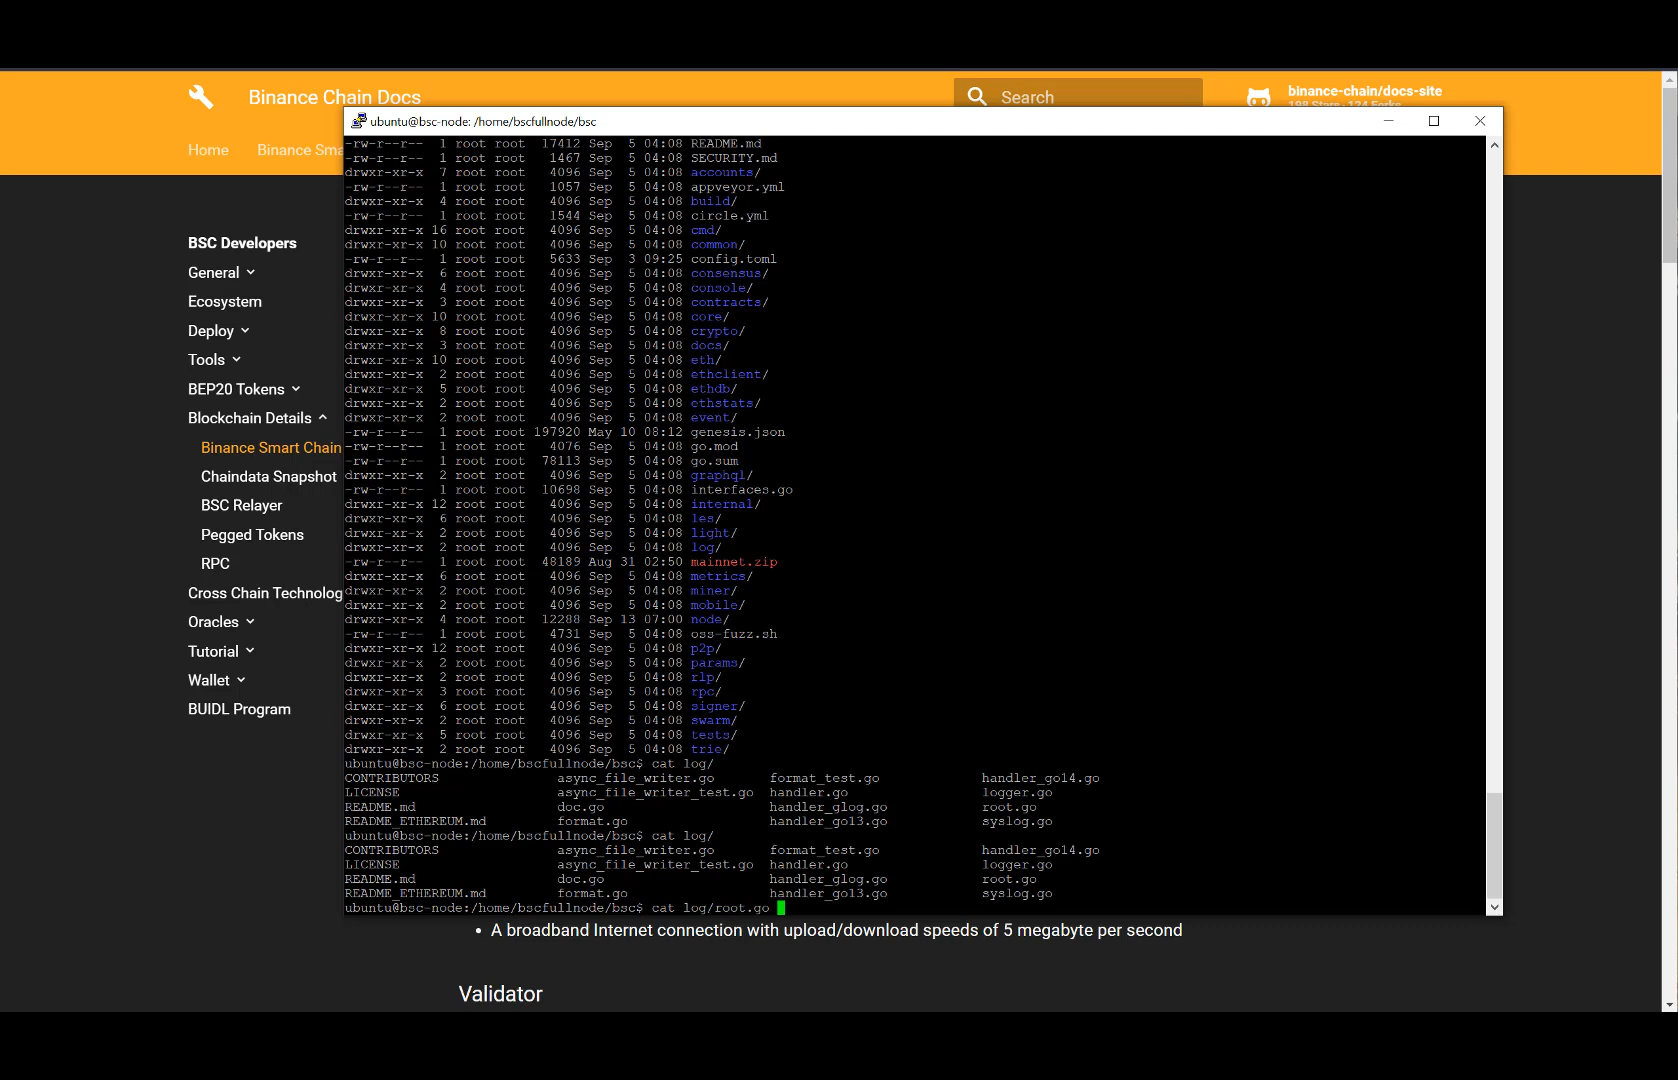 Binance Chain Docs
Search
binance-chain/docs-site
198 Stars · 124 Forks
Home
Binance Sma
ubuntu@bsc-node: /home/bscfullnode/bsc
BSC Developers
General
Ecosystem
Deploy
Tools
BEP20 Tokens
Blockchain Details
Binance Smart Chain
Chaindata Snapshot
BSC Relayer
Pegged Tokens
RPC
Cross Chain Technolog
Oracles
Tutorial
Wallet
BUIDL Program
-rw-r--r-- 1 root root 17412 Sep 5 04:08 README.md
-rw-r--r-- 1 root root 1467 Sep 5 04:08 SECURITY.md
drwxr-xr-x 7 root root 4096 Sep 5 04:08 accounts/
-rw-r--r-- 1 root root 1057 Sep 5 04:08 appveyor.yml
drwxr-xr-x 4 root root 4096 Sep 5 04:08 build/
-rw-r--r-- 1 root root 1544 Sep 5 04:08 circle.yml
drwxr-xr-x 16 root root 4096 Sep 5 04:08 cmd/
drwxr-xr-x 10 root root 4096 Sep 5 04:08 common/
-rw-r--r-- 1 root root 5633 Sep 3 09:25 config.toml
drwxr-xr-x 6 root root 4096 Sep 5 04:08 consensus/
drwxr-xr-x 4 root root 4096 Sep 5 04:08 console/
drwxr-xr-x 3 root root 4096 Sep 5 04:08 contracts/
drwxr-xr-x 10 root root 4096 Sep 5 04:08 core/
drwxr-xr-x 8 root root 4096 Sep 5 04:08 crypto/
drwxr-xr-x 3 root root 4096 Sep 5 04:08 docs/
drwxr-xr-x 10 root root 4096 Sep 5 04:08 eth/
drwxr-xr-x 2 root root 4096 Sep 5 04:08 ethclient/
drwxr-xr-x 5 root root 4096 Sep 5 04:08 ethdb/
drwxr-xr-x 2 root root 4096 Sep 5 04:08 ethstats/
drwxr-xr-x 2 root root 4096 Sep 5 04:08 event/
-rw-r--r-- 1 root root 197920 May 10 08:12 genesis.json
-rw-r--r-- 1 root root 4076 Sep 5 04:08 go.mod
-rw-r--r-- 1 root root 78113 Sep 5 04:08 go.sum
drwxr-xr-x 2 root root 4096 Sep 5 04:08 graphql/
-rw-r--r-- 1 root root 10698 Sep 5 04:08 interfaces.go
drwxr-xr-x 12 root root 4096 Sep 5 04:08 internal/
drwxr-xr-x 6 root root 4096 Sep 5 04:08 les/
drwxr-xr-x 2 root root 4096 Sep 5 04:08 light/
drwxr-xr-x 2 root root 4096 Sep 5 04:08 log/
-rw-r--r-- 1 root root 48189 Aug 31 02:50 mainnet.zip
drwxr-xr-x 6 root root 4096 Sep 5 04:08 metrics/
drwxr-xr-x 2 root root 4096 Sep 5 04:08 miner/
drwxr-xr-x 2 root root 4096 Sep 5 04:08 mobile/
drwxr-xr-x 4 root root 12288 Sep 13 07:00 node/
-rw-r--r-- 1 root root 4731 Sep 5 04:08 oss-fuzz.sh
drwxr-xr-x 12 root root 4096 Sep 5 04:08 p2p/
drwxr-xr-x 2 root root 4096 Sep 5 04:08 params/
drwxr-xr-x 2 root root 4096 Sep 5 04:08 rlp/
drwxr-xr-x 3 root root 4096 Sep 5 04:08 rpc/
drwxr-xr-x 6 root root 4096 Sep 5 04:08 signer/
drwxr-xr-x 2 root root 4096 Sep 5 04:08 swarm/
drwxr-xr-x 5 root root 4096 Sep 5 04:08 tests/
drwxr-xr-x 2 root root 4096 Sep 5 04:08 trie/
ubuntu@bsc-node:/home/bscfullnode/bsc$ cat log/
CONTRIBUTORS async_file_writer.go format_test.go handler_go14.go
LICENSE async_file_writer_test.go handler.go logger.go
README.md doc.go handler_glog.go root.go
README_ETHEREUM.md format.go handler_go13.go syslog.go
ubuntu@bsc-node:/home/bscfullnode/bsc$ cat log/
CONTRIBUTORS async_file_writer.go format_test.go handler_go14.go
LICENSE async_file_writer_test.go handler.go logger.go
README.md doc.go handler_glog.go root.go
README_ETHEREUM.md format.go handler_go13.go syslog.go
ubuntu@bsc-node:/home/bscfullnode/bsc$ cat log/root.go
• A broadband Internet connection with upload/download speeds of 5 megabyte per second
Validator